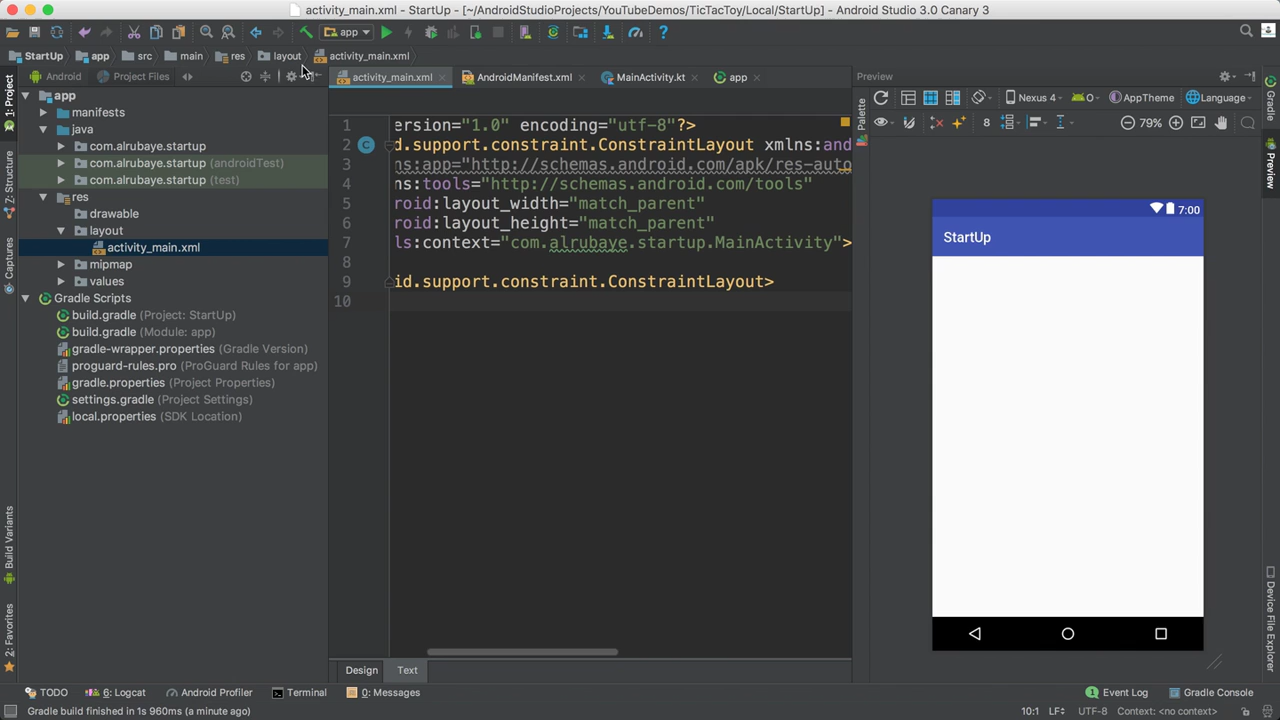 activity_main.xml - StartUp - [~/AndroidStudioProjects/YouTubeDemos/TicTacToy/Local/StartUp] - Android Studio 3.0 Canary 3
app
StartUp app src main res layout activity_main.xml
Android Project Files
activity_main.xml AndroidManifest.xml MainActivity.kt app
Preview
Nexus 4 O AppTheme Language
8 79%
1: Project
Z: Structure
Captures
Build Variants
2: Favorites
app
manifests
java
com.alrubaye.startup
com.alrubaye.startup (androidTest)
com.alrubaye.startup (test)
res
drawable
layout
activity_main.xml
mipmap
values
Gradle Scripts
build.gradle (Project: StartUp)
build.gradle (Module: app)
gradle-wrapper.properties (Gradle Version)
proguard-rules.pro (ProGuard Rules for app)
gradle.properties (Project Properties)
settings.gradle (Project Settings)
local.properties (SDK Location)
1 ersion="1.0" encoding="utf-8"?>
2 C d.support.constraint.ConstraintLayout xmlns:and
3 ns:app="http://schemas.android.com/apk/res-auto
4 ns:tools="http://schemas.android.com/tools"
5 roid:layout_width="match_parent"
6 roid:layout_height="match_parent"
7 ls:context="com.alrubaye.startup.MainActivity">
8
9 id.support.constraint.ConstraintLayout>
10
Design Text
Palette
7:00
StartUp
Gradle
Preview
Device File Explorer
TODO 6: Logcat Android Profiler Terminal 0: Messages Event Log Gradle Console
Gradle build finished in 1s 960ms (a minute ago) 10:1 LF÷ UTF-8 Context: <no context>